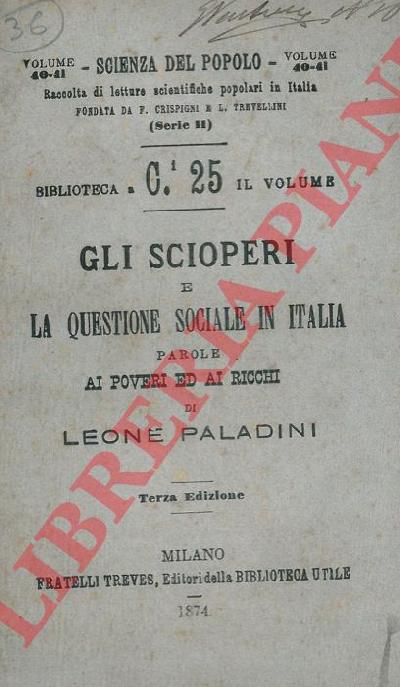 36
VOLUME 40-41 - SCIENZA DEL POPOLO - VOLUME 40-41
Raccolta di letture scientifiche popolari in Italia
FONDATA DA F. CRISPIGNI E L. TREVELLINI
(Serie II)
BIBLIOTECA a C.i 25 IL VOLUME
GLI SCIOPERI
E
LA QUESTIONE SOCIALE IN ITALIA
PAROLE
AI POVERI ED AI RICCHI
DI
LEONE PALADINI
Terza Edizione
MILANO
FRATELLI TREVES, Editori della BIBLIOTECA UTILE
1874
LIBRERIA PIANI